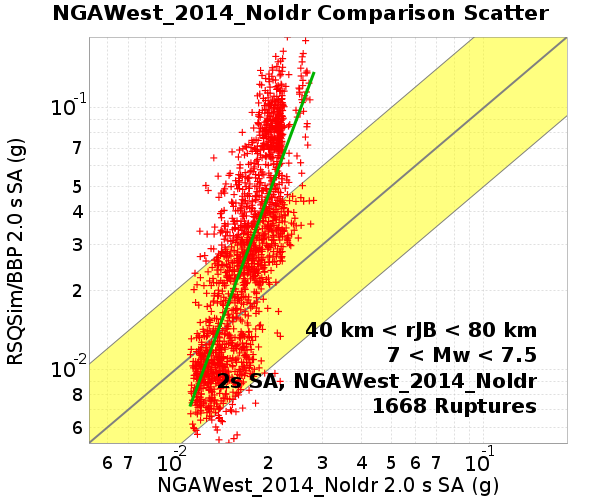 NGAWest_2014_NoIdr Comparison Scatter
RSQSim/BBP 2.0 s SA (g)
10-1
7
5
4
3
2
10-2
8
6
40 km < rJB < 80 km
7 < Mw < 7.5
2s SA, NGAWest_2014_NoIdr
1668 Ruptures
6 7 10-2 2 3 4 5 6 7 10-1
NGAWest_2014_NoIdr 2.0 s SA (g)